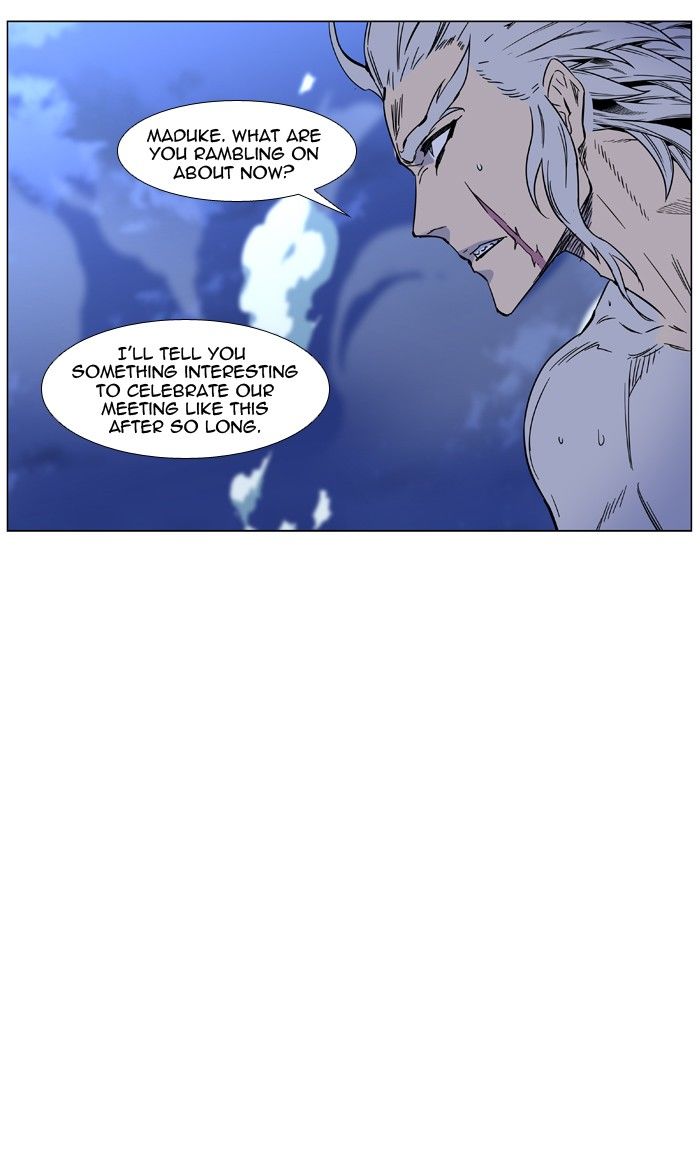 MADUKE. WHAT ARE
YOU RAMBLING ON
ABOUT NOW?
I'LL TELL YOU
SOMETHING INTERESTING
TO CELEBRATE OUR
MEETING LIKE THIS
AFTER SO LONG.